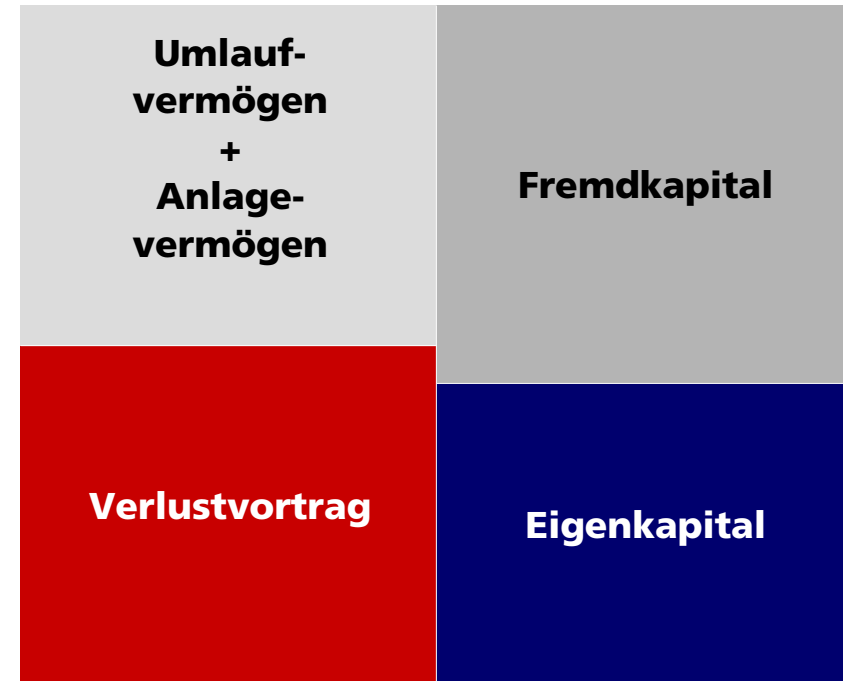 Umlauf-
vermögen
+
Anlage-
vermögen
Fremdkapital
Verlustvortrag
Eigenkapital